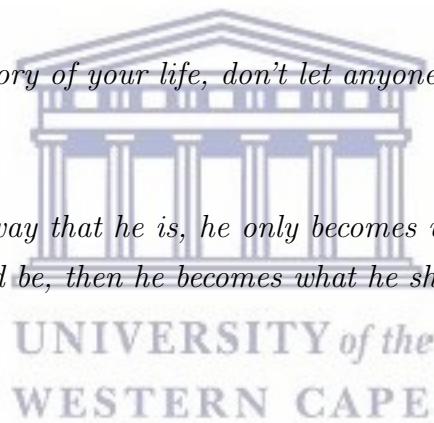 ory of your life, don't let anyone
way that he is, he only becomes
d be, then he becomes what he sh
UNIVERSITY of the
WESTERN CAPE